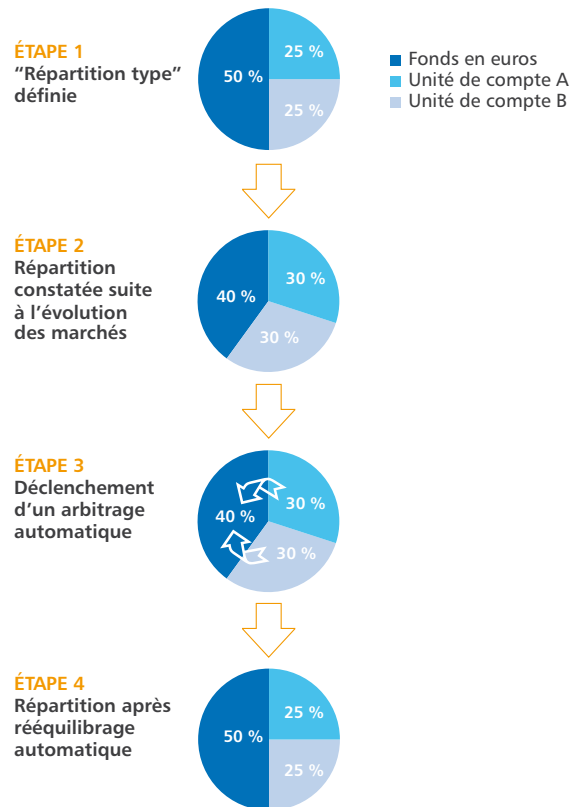 ÉTAPE 1
“Répartition type”
définie
50 %
25 %
25 %
Fonds en euros
Unité de compte A
Unité de compte B
ÉTAPE 2
Répartition
constatée suite
à l’évolution
des marchés
40 %
30 %
30 %
ÉTAPE 3
Déclenchement
d’un arbitrage
automatique
40 %
30 %
30 %
ÉTAPE 4
Répartition après
rééquilibrage
automatique
50 %
25 %
25 %